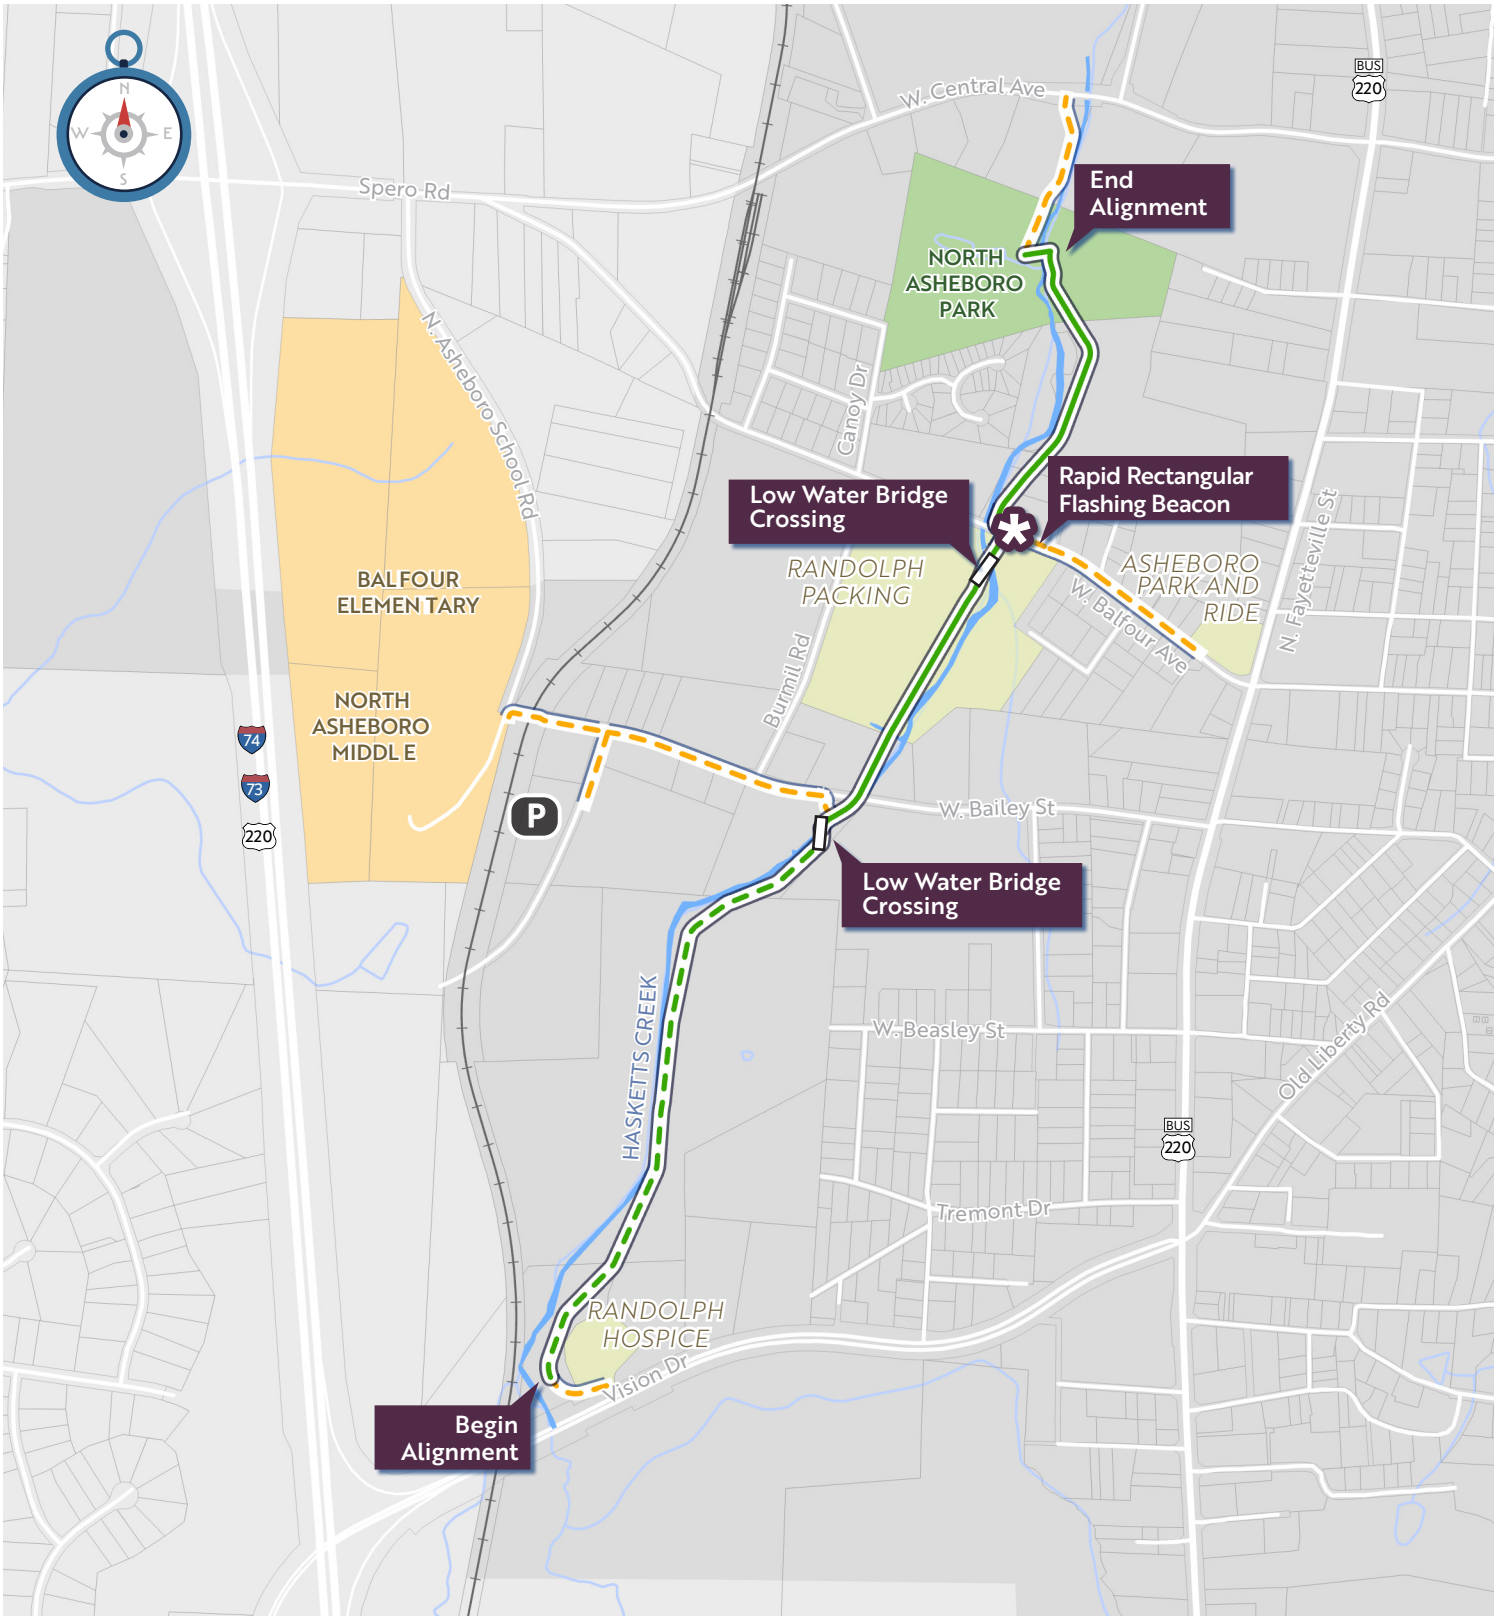 N
W
E
S
W. Central Ave
BUS
220
Spero Rd
End
Alignment
NORTH
ASHEBORO
PARK
N. Asheboro School Rd
Canoy Dr
Low Water Bridge
Crossing
Rapid Rectangular
Flashing Beacon
*
RANDOLPH
PACKING
ASHEBORO
PARK AND
RIDE
N. Fayetteville St
W. Balfour Ave
BALFOUR
ELEMEN TARY
Burmil Rd
NORTH
ASHEBORO
MIDDL E
74
73
220
P
W. Bailey St
Low Water Bridge
Crossing
HASKETTS CREEK
W. Beasley St
Old Liberty Rd
BUS
220
Tremont Dr
RANDOLPH
HOSPICE
Vision Dr
Begin
Alignment